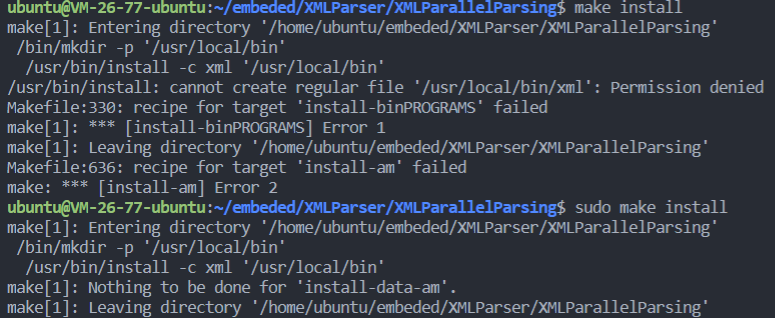 ubuntu@VM-26-77-ubuntu:~/embeded/XMLParser/XMLParallelParsing$ make install
make[1]: Entering directory '/home/ubuntu/embeded/XMLParser/XMLParallelParsing'
 /bin/mkdir -p '/usr/local/bin'
  /usr/bin/install -c xml '/usr/local/bin'
/usr/bin/install: cannot create regular file '/usr/local/bin/xml': Permission denied
Makefile:330: recipe for target 'install-binPROGRAMS' failed
make[1]: *** [install-binPROGRAMS] Error 1
make[1]: Leaving directory '/home/ubuntu/embeded/XMLParser/XMLParallelParsing'
Makefile:636: recipe for target 'install-am' failed
make: *** [install-am] Error 2
ubuntu@VM-26-77-ubuntu:~/embeded/XMLParser/XMLParallelParsing$ sudo make install
make[1]: Entering directory '/home/ubuntu/embeded/XMLParser/XMLParallelParsing'
 /bin/mkdir -p '/usr/local/bin'
  /usr/bin/install -c xml '/usr/local/bin'
make[1]: Nothing to be done for 'install-data-am'.
make[1]: Leaving directory '/home/ubuntu/embeded/XMLParser/XMLParallelParsing'